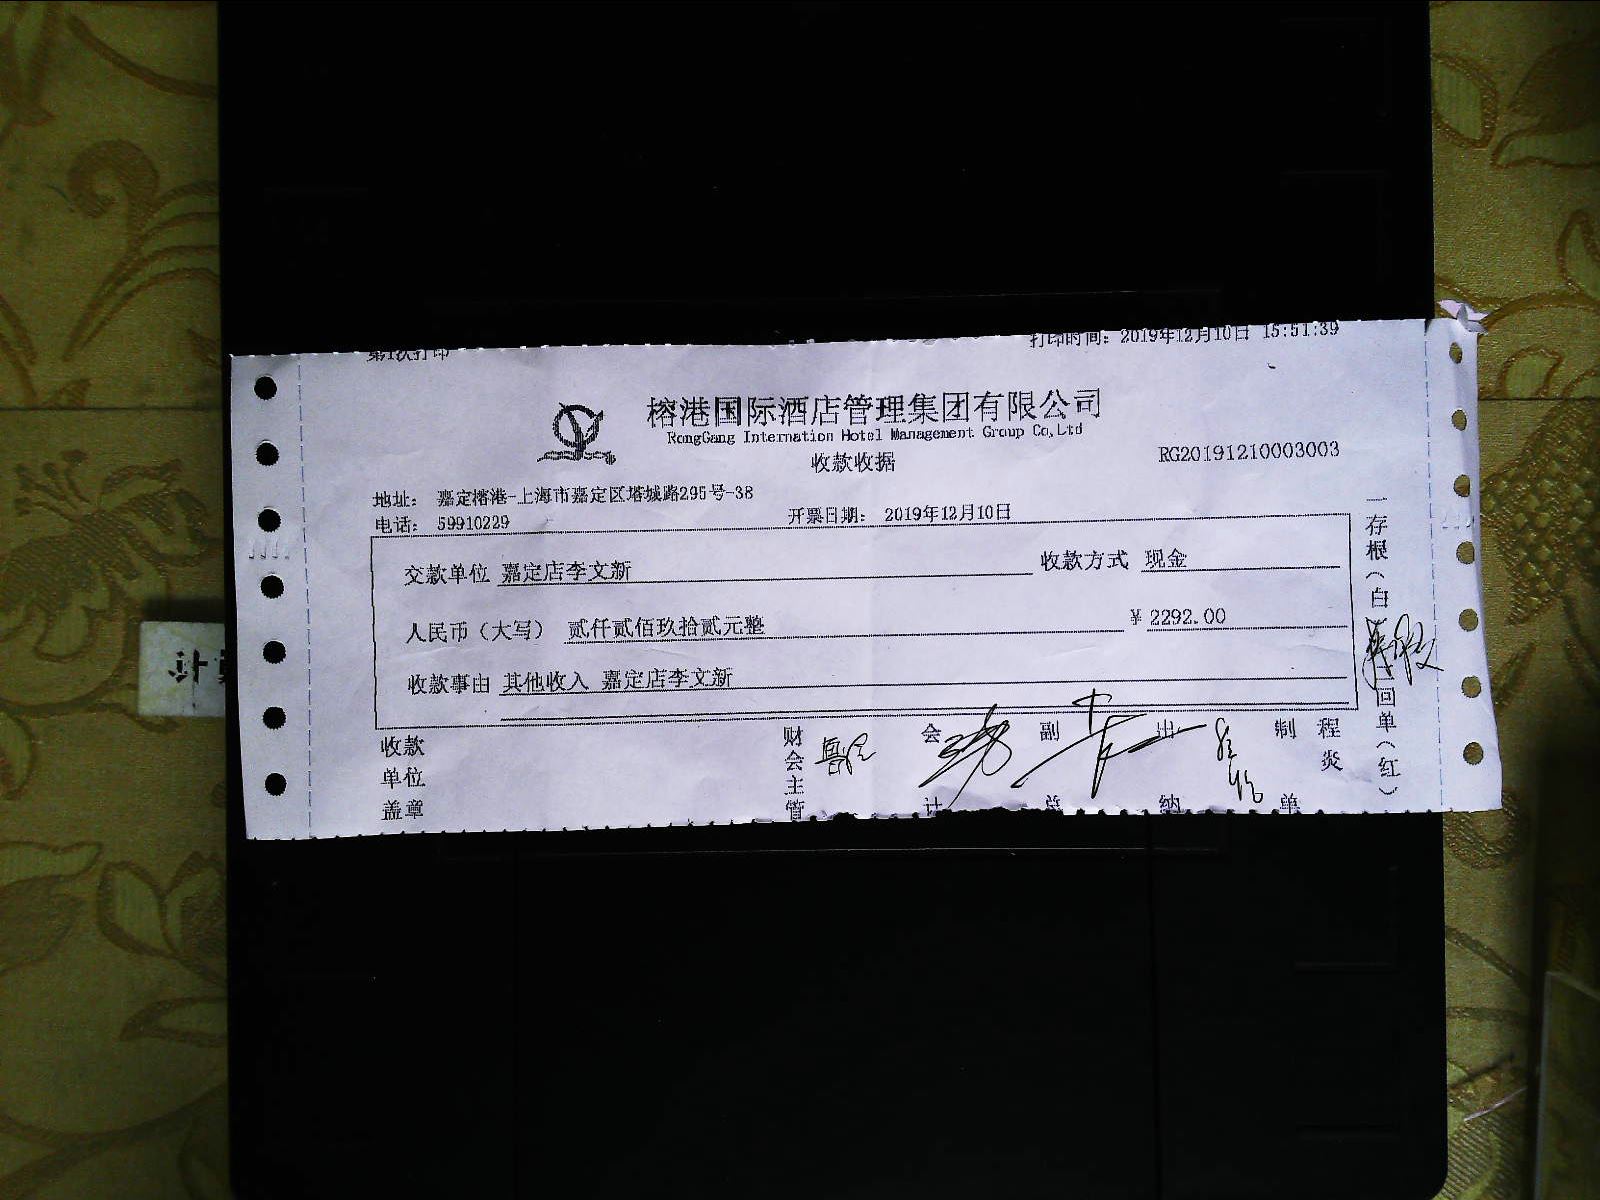 第1次打印 打印时间: 2019年12月10日 15:51:39
榕港国际酒店管理集团有限公司
RongGang Internation Hotel Management Group Co,Ltd
收款收据
RG20191210003003
地址: 嘉定榕港-上海市嘉定区塔城路295号-38
电话: 59910229 开票日期: 2019年12月10日
交款单位 嘉定店李文新 收款方式 现金
人民币(大写) 贰仟贰佰玖拾贰元整 ¥2292.00
收款事由 其他收入 嘉定店李文新
收款单位盖章 财会主管 会计 副总 出纳 制单 程炎
一存根(白
回单(红)
计